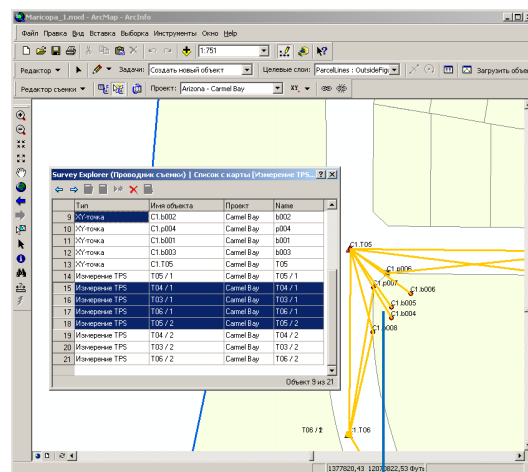 Maricopa_1.mxd - ArcMap - ArcInfo
Файл Правка Вид Вставка Выборка Инструменты Окно Help
1:751
Редактор Задачи: Создать новый объект Целевые слои: ParcelLines : OutsideFig Загрузить объе
Редактор съемки Проект: Arizona - Carmel Bay XY,
Survey Explorer (Проводник съемки) | Список с карты [Измерение TPS...
Тип Имя объекта Проект Name
9 XY-точка C1.b002 Carmel Bay b002
10 XY-точка C1.p004 Carmel Bay p004
11 XY-точка C1.b001 Carmel Bay b001
12 XY-точка C1.b003 Carmel Bay b003
13 XY-точка C1.T05 Carmel Bay T05
14 Измерение TPS T05 / 1 Carmel Bay T05 / 1
15 Измерение TPS T04 / 1 Carmel Bay T04 / 1
16 Измерение TPS T03 / 1 Carmel Bay T03 / 1
17 Измерение TPS T06 / 1 Carmel Bay T06 / 1
18 Измерение TPS T05 / 2 Carmel Bay T05 / 2
19 Измерение TPS T04 / 2 Carmel Bay T04 / 2
20 Измерение TPS T03 / 2 Carmel Bay T03 / 2
21 Измерение TPS T06 / 2 Carmel Bay T06 / 2
Объект 9 из 21
C1.T05
C1.p006
C1.p007
C1.b006
C1.b005
C1.b004
C1.p008
T06 / 2
C1.T06
1377820,43 12070822,53 Футы